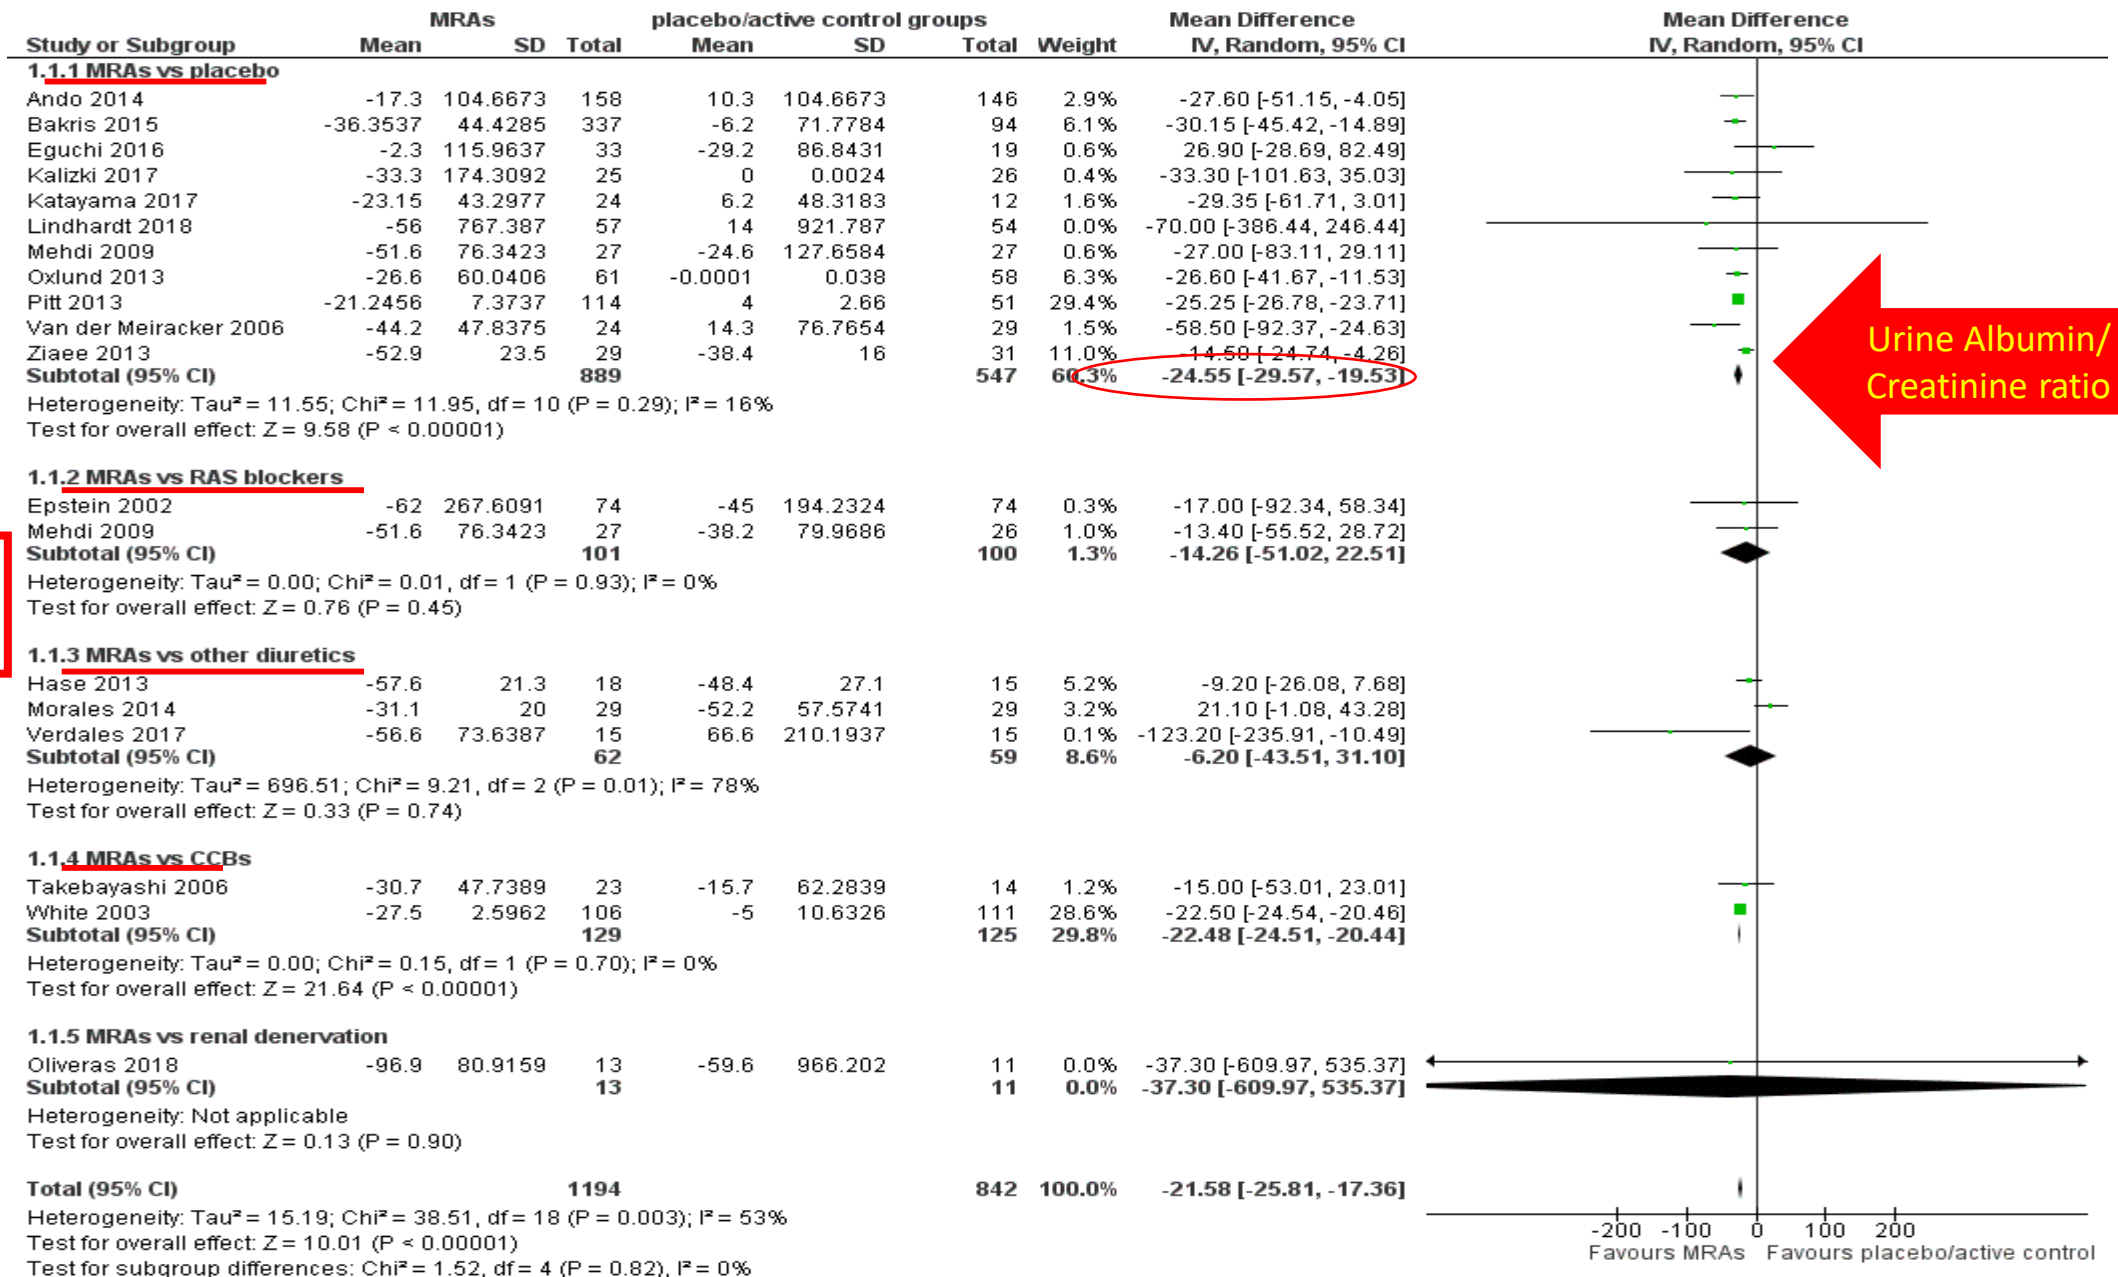 MRAs placebo/active control groups Mean Difference Mean Difference
Study or Subgroup Mean SD Total Mean SD Total Weight IV, Random, 95% CI IV, Random, 95% CI
1.1.1 MRAs vs placebo
Ando 2014 -17.3 104.6673 158 10.3 104.6673 146 2.9% -27.60 [-51.15, -4.05]
Bakris 2015 -36.3537 44.4285 337 -6.2 71.7784 94 6.1% -30.15 [-45.42, -14.89]
Eguchi 2016 -2.3 115.9637 33 -29.2 86.8431 19 0.6% 26.90 [-28.69, 82.49]
Kalizki 2017 -33.3 174.3092 25 0 0.0024 26 0.4% -33.30 [-101.63, 35.03]
Katayama 2017 -23.15 43.2977 24 6.2 48.3183 12 1.6% -29.35 [-61.71, 3.01]
Lindhardt 2018 -56 767.387 57 14 921.787 54 0.0% -70.00 [-386.44, 246.44]
Mehdi 2009 -51.6 76.3423 27 -24.6 127.6584 27 0.6% -27.00 [-83.11, 29.11]
Oxlund 2013 -26.6 60.0406 61 -0.0001 0.038 58 6.3% -26.60 [-41.67, -11.53]
Pitt 2013 -21.2456 7.3737 114 4 2.66 51 29.4% -25.25 [-26.78, -23.71]
Van der Meiracker 2006 -44.2 47.8375 24 14.3 76.7654 29 1.5% -58.50 [-92.37, -24.63]
Ziaee 2013 -52.9 23.5 29 -38.4 16 31 11.0% -14.50 [-24.74, -4.26]
Subtotal (95% CI) 889 547 60.3% -24.55 [-29.57, -19.53]
Heterogeneity: Tau² = 11.55; Chi² = 11.95, df = 10 (P = 0.29); I² = 16%
Test for overall effect: Z = 9.58 (P < 0.00001)
Urine Albumin/
Creatinine ratio
1.1.2 MRAs vs RAS blockers
Epstein 2002 -62 267.6091 74 -45 194.2324 74 0.3% -17.00 [-92.34, 58.34]
Mehdi 2009 -51.6 76.3423 27 -38.2 79.9686 26 1.0% -13.40 [-55.52, 28.72]
Subtotal (95% CI) 101 100 1.3% -14.26 [-51.02, 22.51]
Heterogeneity: Tau² = 0.00; Chi² = 0.01, df = 1 (P = 0.93); I² = 0%
Test for overall effect: Z = 0.76 (P = 0.45)
1.1.3 MRAs vs other diuretics
Hase 2013 -57.6 21.3 18 -48.4 27.1 15 5.2% -9.20 [-26.08, 7.68]
Morales 2014 -31.1 20 29 -52.2 57.5741 29 3.2% 21.10 [-1.08, 43.28]
Verdales 2017 -56.6 73.6387 15 66.6 210.1937 15 0.1% -123.20 [-235.91, -10.49]
Subtotal (95% CI) 62 59 8.6% -6.20 [-43.51, 31.10]
Heterogeneity: Tau² = 696.51; Chi² = 9.21, df = 2 (P = 0.01); I² = 78%
Test for overall effect: Z = 0.33 (P = 0.74)
1.1.4 MRAs vs CCBs
Takebayashi 2006 -30.7 47.7389 23 -15.7 62.2839 14 1.2% -15.00 [-53.01, 23.01]
White 2003 -27.5 2.5962 106 -5 10.6326 111 28.6% -22.50 [-24.54, -20.46]
Subtotal (95% CI) 129 125 29.8% -22.48 [-24.51, -20.44]
Heterogeneity: Tau² = 0.00; Chi² = 0.15, df = 1 (P = 0.70); I² = 0%
Test for overall effect: Z = 21.64 (P < 0.00001)
1.1.5 MRAs vs renal denervation
Oliveras 2018 -96.9 80.9159 13 -59.6 966.202 11 0.0% -37.30 [-609.97, 535.37]
Subtotal (95% CI) 13 11 0.0% -37.30 [-609.97, 535.37]
Heterogeneity: Not applicable
Test for overall effect: Z = 0.13 (P = 0.90)
Total (95% CI) 1194 842 100.0% -21.58 [-25.81, -17.36]
Heterogeneity: Tau² = 15.19; Chi² = 38.51, df = 18 (P = 0.003); I² = 53%
Test for overall effect: Z = 10.01 (P < 0.00001)
Test for subgroup differences: Chi² = 1.52, df = 4 (P = 0.82), I² = 0%
-200 -100 0 100 200
Favours MRAs Favours placebo/active control